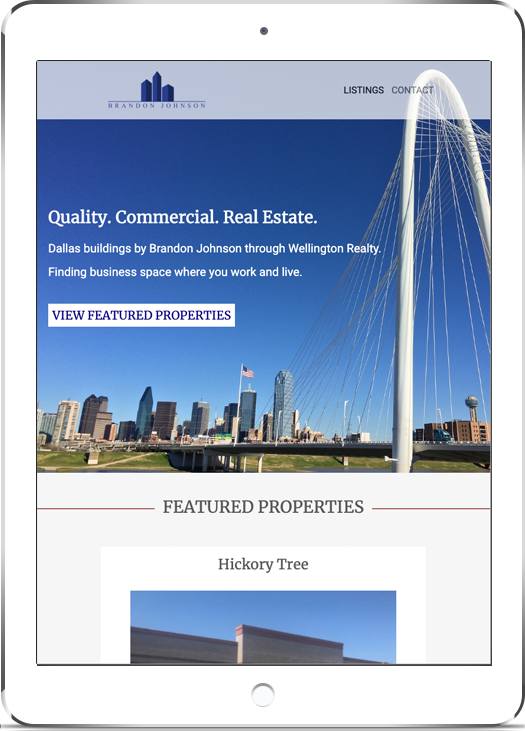 BRANDON JOHNSON
LISTINGS CONTACT
Quality. Commercial. Real Estate.
Dallas buildings by Brandon Johnson through Wellington Realty.
Finding business space where you work and live.
VIEW FEATURED PROPERTIES
FEATURED PROPERTIES
Hickory Tree